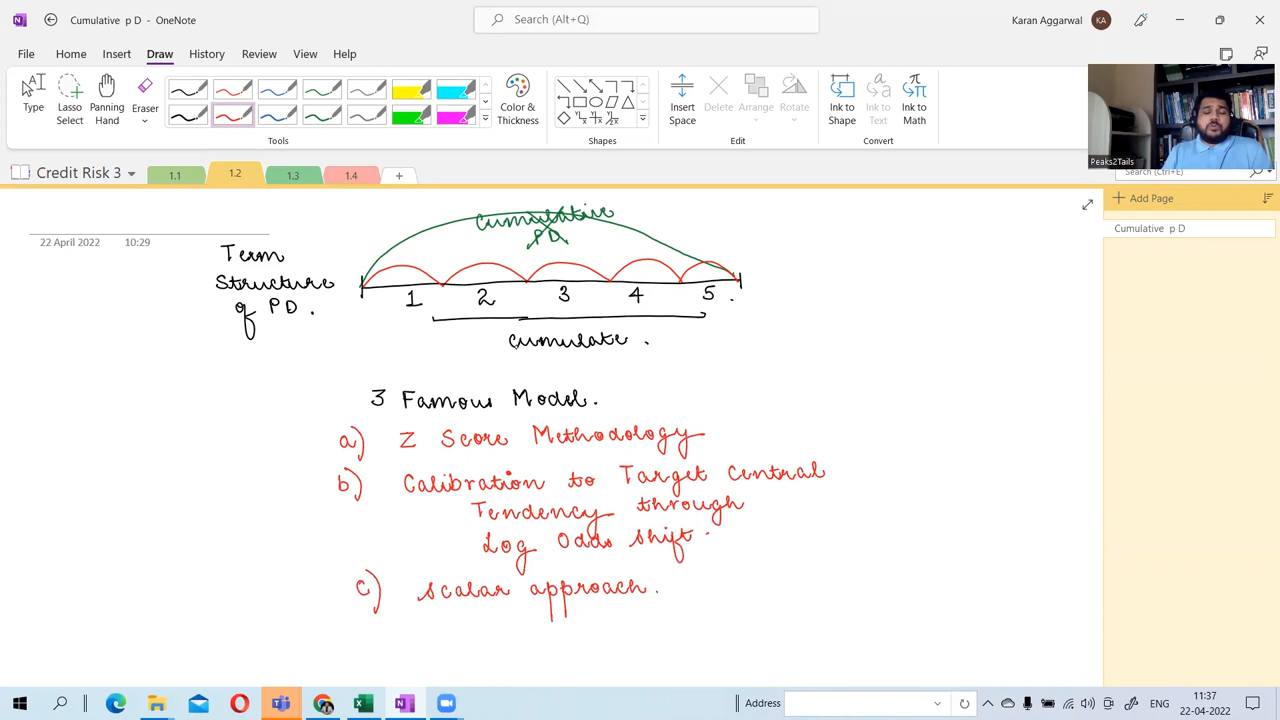 Cumulative p D - OneNote
Search (Alt+Q)
Karan Aggarwal
KA
File Home Insert Draw History Review View Help
Type
Lasso Select
Panning Hand
Eraser
Color & Thickness
Insert Space
Delete
Arrange
Rotate
Ink to Shape
Ink to Text
Ink to Math
Tools
Shapes
Edit
Convert
Peaks2Tails
Credit Risk 3
1.1
1.2
1.3
1.4
Search (Ctrl+E)
Add Page
Cumulative p D
22 April 2022 10:29
Term
Structure
of PD.
Cumulative
PD
1 2 3 4 5
cumulate.
3 Famous Model.
a) Z Score Methodology
b) Calibration to Target Central
Tendency through
Log Odds Shift.
c) scalar approach.
Address
ENG
11:37
22-04-2022